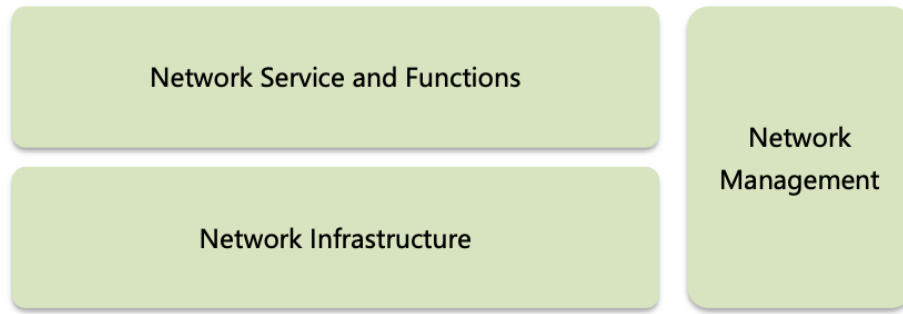 Network Service and Functions
Network Infrastructure
Network
Management